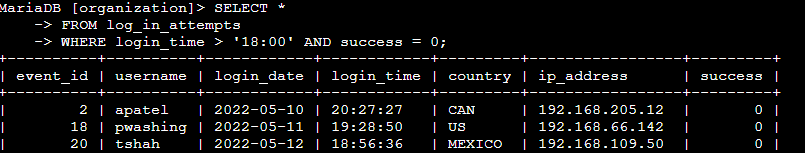 MariaDB [organization]> SELECT *
    -> FROM log_in_attempts
    -> WHERE login_time > '18:00' AND success = 0;
+----------+----------+------------+------------+---------+-----------------+---------+
| event_id | username | login_date | login_time | country | ip_address      | success |
+----------+----------+------------+------------+---------+-----------------+---------+
|        2 | apatel   | 2022-05-10 | 20:27:27   | CAN     | 192.168.205.12  |       0 |
|       18 | pwashing | 2022-05-11 | 19:28:50   | US      | 192.168.66.142  |       0 |
|       20 | tshah    | 2022-05-12 | 18:56:36   | MEXICO  | 192.168.109.50  |       0 |